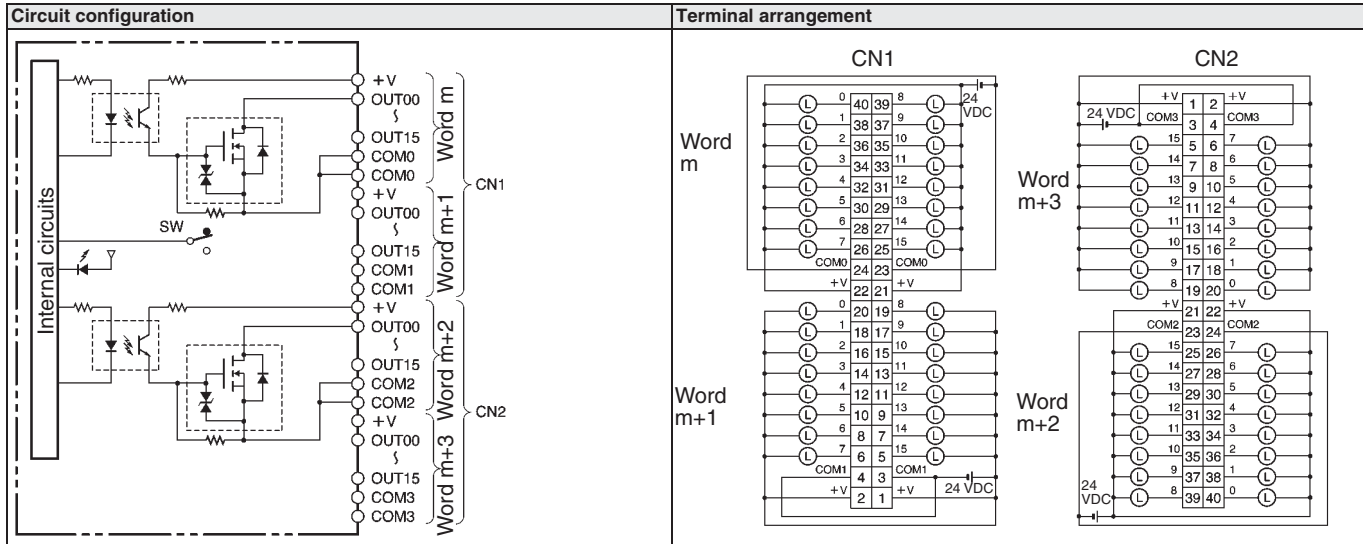 Circuit configuration
Terminal arrangement
Internal circuits
SW
+V
OUT00
~
OUT15
COM0
COM0
Word m
+V
OUT00
~
OUT15
COM1
COM1
Word m+1
CN1
+V
OUT00
~
OUT15
COM2
COM2
Word m+2
+V
OUT00
~
OUT15
COM3
COM3
Word m+3
CN2
CN1
24
VDC
Word
m
L 0 40 39 8 L
L 1 38 37 9 L
L 2 36 35 10 L
L 3 34 33 11 L
L 4 32 31 12 L
L 5 30 29 13 L
L 6 28 27 14 L
L 7 26 25 15 L
COM0 24 23 COM0
+V 22 21 +V
Word
m+1
L 0 20 19 8 L
L 1 18 17 9 L
L 2 16 15 10 L
L 3 14 13 11 L
L 4 12 11 12 L
L 5 10 9 13 L
L 6 8 7 14 L
L 7 6 5 15 L
COM1 4 3 COM1
+V 2 1 +V
24 VDC
CN2
24 VDC
+V 1 2 +V
COM3 3 4 COM3
Word
m+3
L 15 5 6 7 L
L 14 7 8 6 L
L 13 9 10 5 L
L 12 11 12 4 L
L 11 13 14 3 L
L 10 15 16 2 L
L 9 17 18 1 L
L 8 19 20 0 L
+V 21 22 +V
COM2 23 24 COM2
Word
m+2
L 15 25 26 7 L
L 14 27 28 6 L
L 13 29 30 5 L
L 12 31 32 4 L
L 11 33 34 3 L
L 10 35 36 2 L
L 9 37 38 1 L
L 8 39 40 0 L
24
VDC